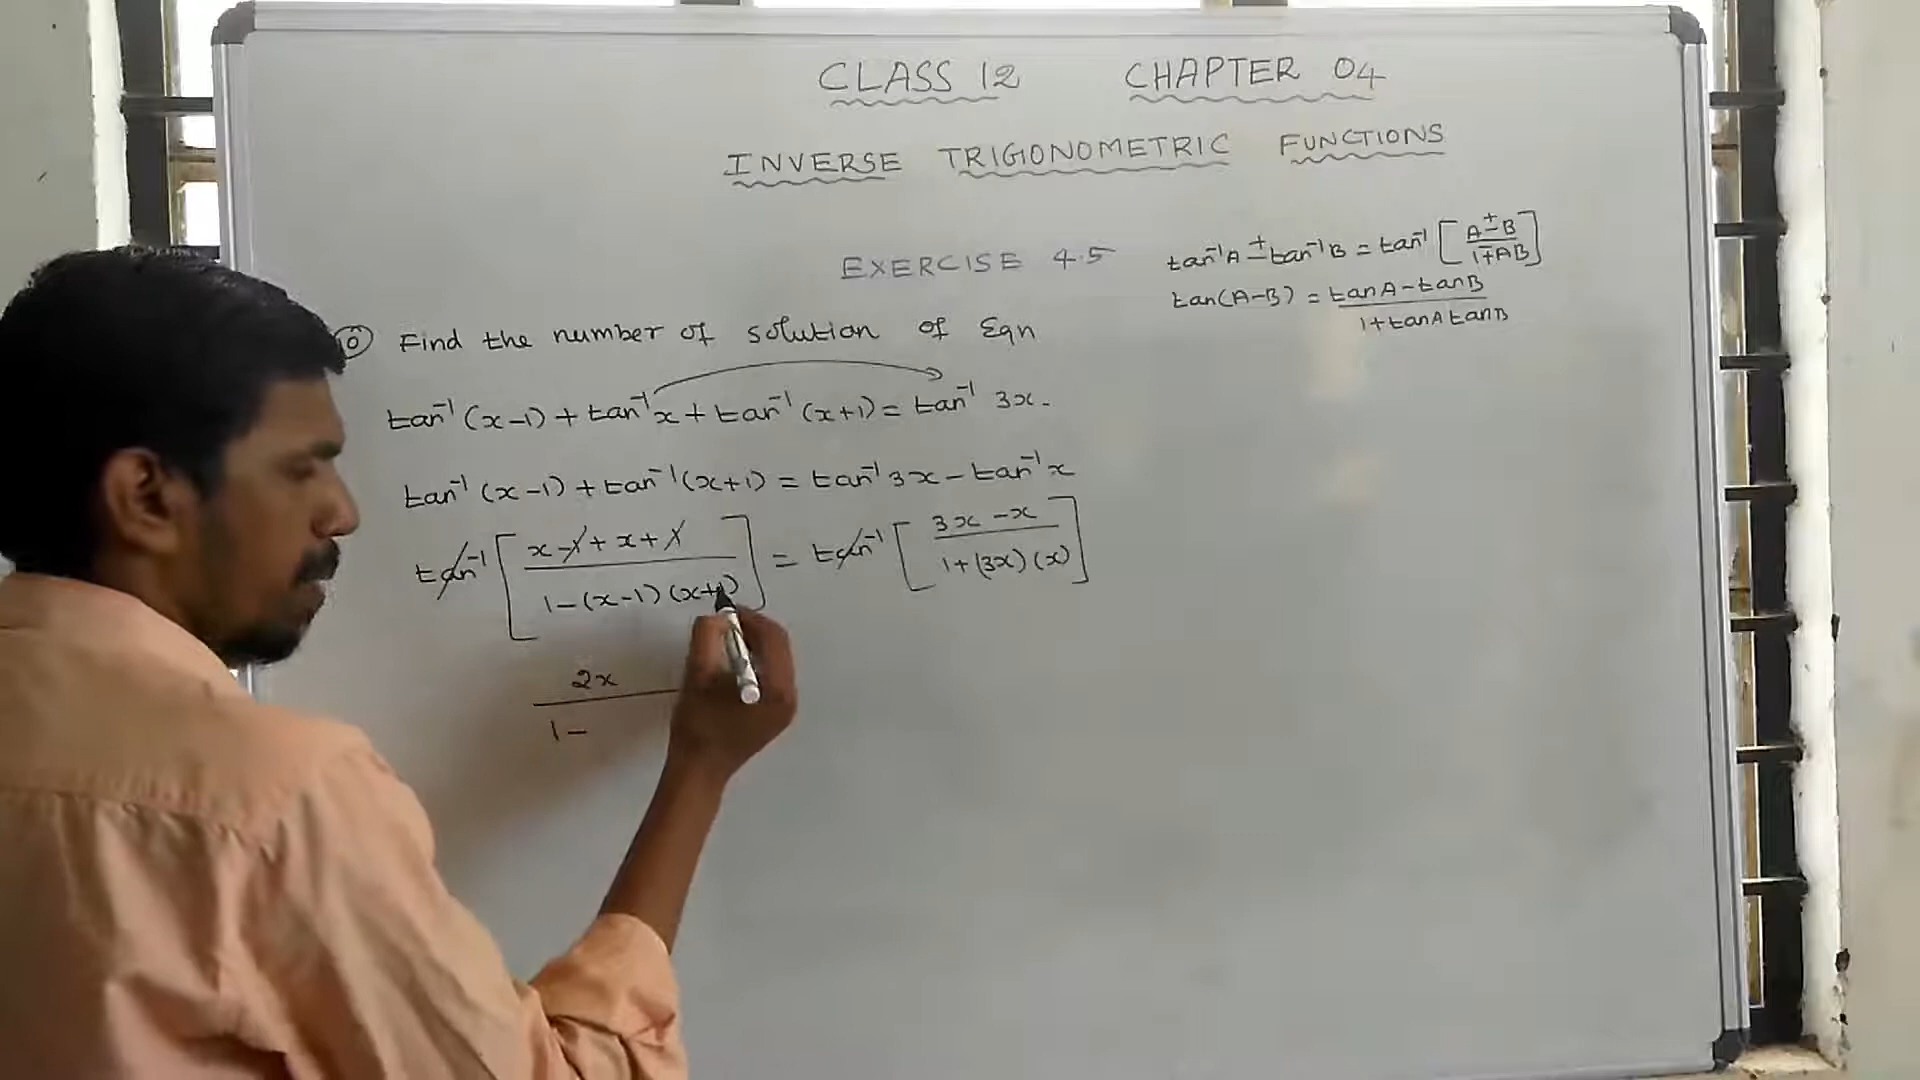 CLASS 12 CHAPTER 04
INVERSE TRIGONOMETRIC FUNCTIONS
EXERCISE 4.5
tan⁻¹A ± tan⁻¹B = tan⁻¹ [(A ± B)/(1 ∓ AB)]
tan(A-B) = (tanA - tanB)/(1 + tanA tanB)
Find the number of solution of Eqn
tan⁻¹(x-1) + tan⁻¹x + tan⁻¹(x+1) = tan⁻¹ 3x.
tan⁻¹(x-1) + tan⁻¹(x+1) = tan⁻¹3x - tan⁻¹x
tan⁻¹ [(x-1+x+1)/(1-(x-1)(x+1))] = tan⁻¹ [(3x-x)/(1+(3x)(x))]
2x
1-